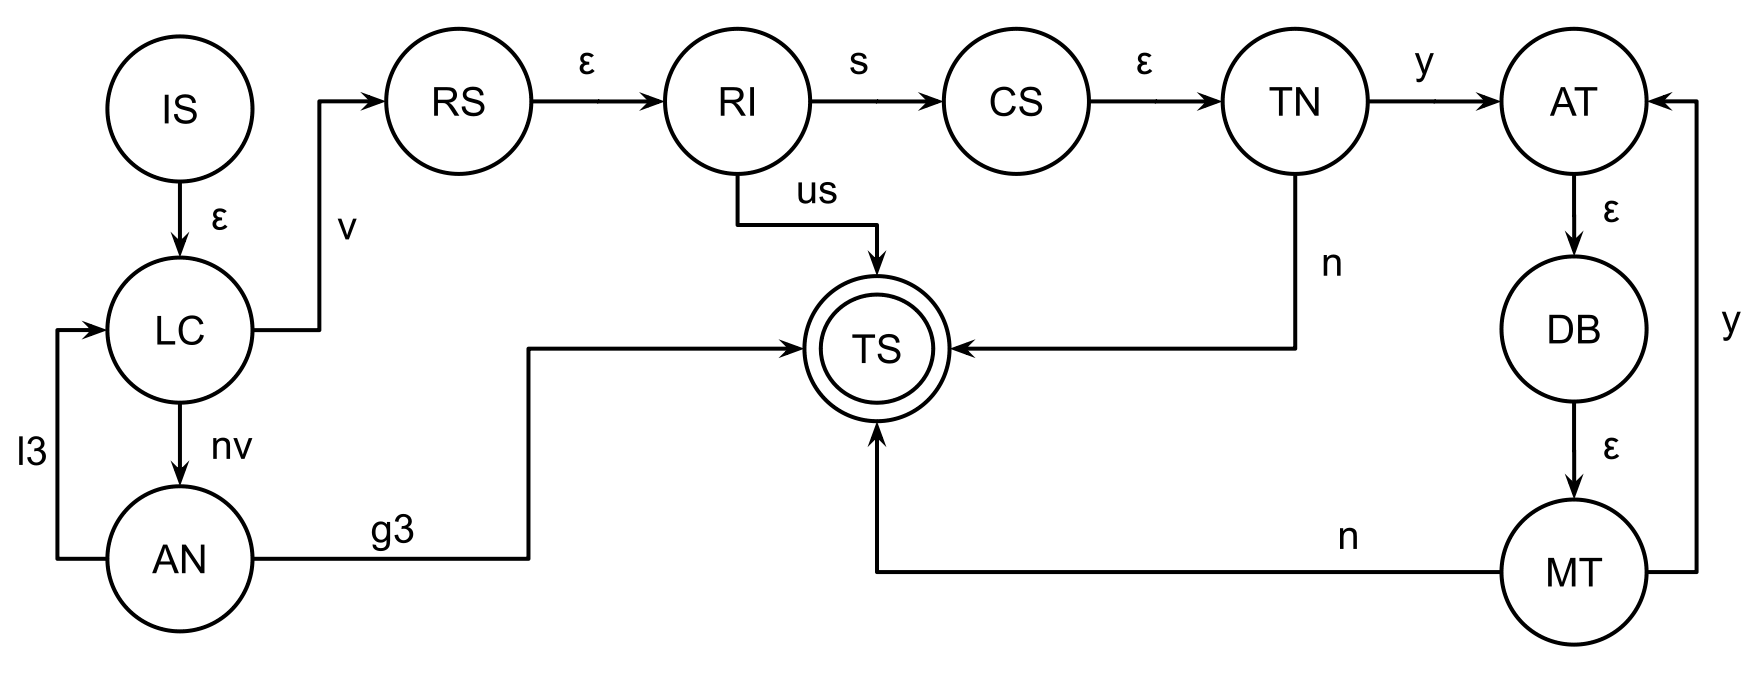 IS
RS
ε
RI
s
CS
ε
TN
y
AT
ε
v
us
n
ε
LC
TS
DB
y
l3
nv
ε
AN
g3
n
MT